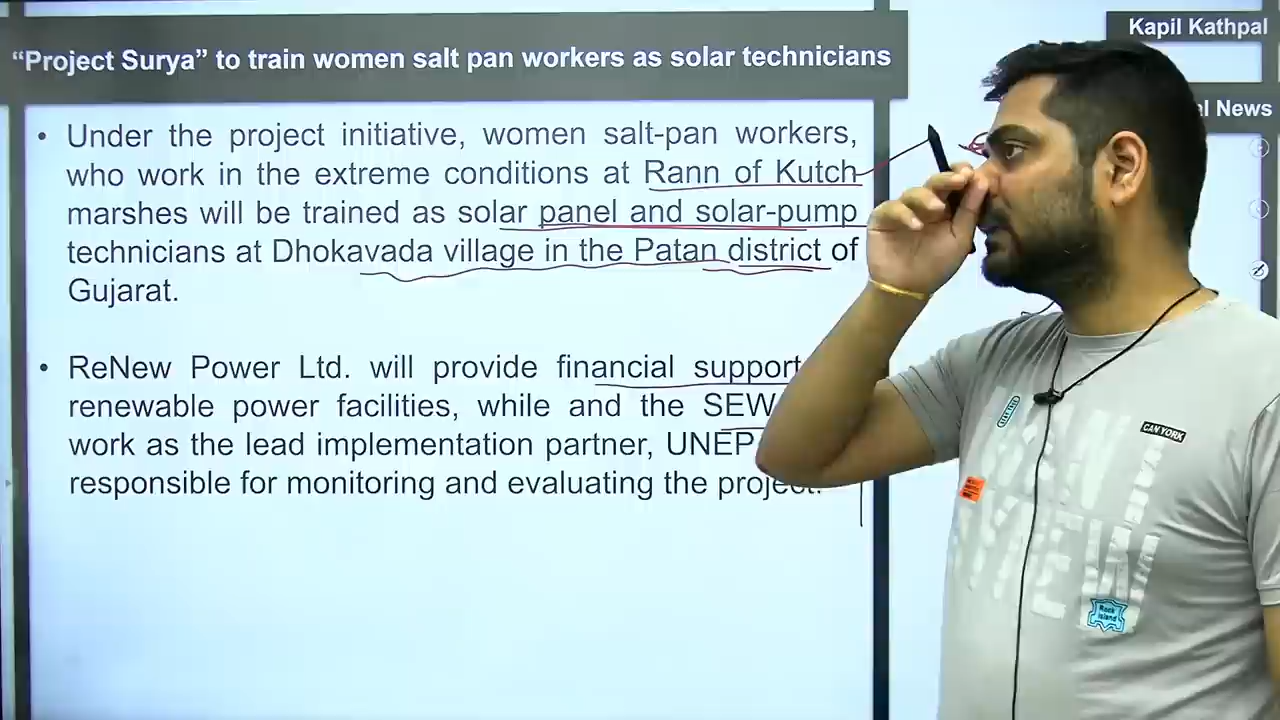 “Project Surya” to train women salt pan workers as solar technicians
Kapil Kathpal
al News
• Under the project initiative, women salt-pan workers,
who work in the extreme conditions at Rann of Kutch
marshes will be trained as solar panel and solar-pump
technicians at Dhokavada village in the Patan district of
Gujarat.
• ReNew Power Ltd. will provide financial support
renewable power facilities, while and the SEW
work as the lead implementation partner, UNEP
responsible for monitoring and evaluating the project.
CAN YORK
Rock Island